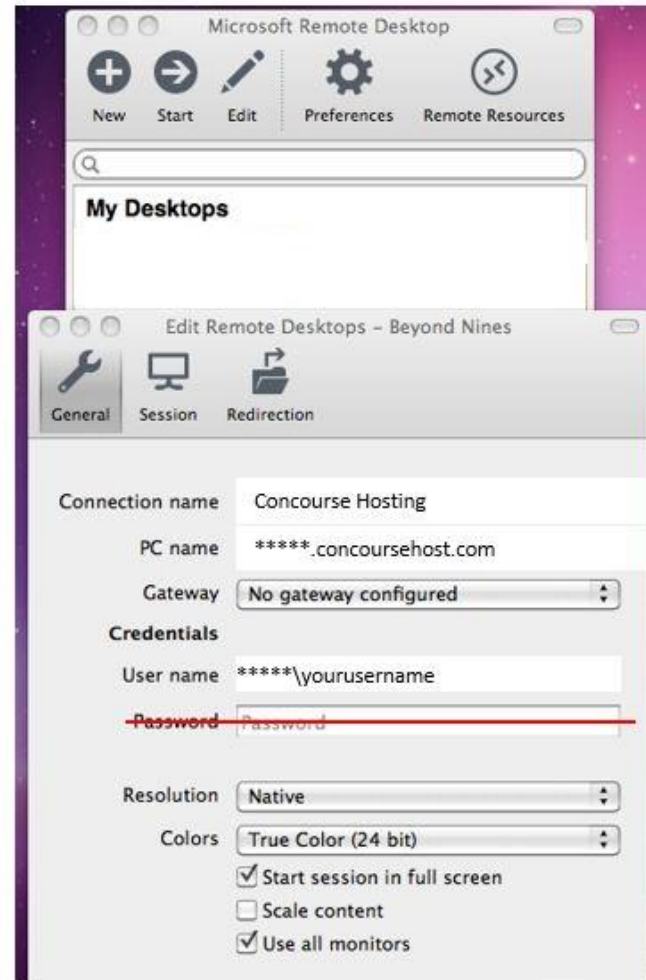 Microsoft Remote Desktop
New Start Edit Preferences Remote Resources
My Desktops
Edit Remote Desktops – Beyond Nines
General Session Redirection
Connection name Concourse Hosting
PC name *****.concoursehost.com
Gateway No gateway configured
Credentials
User name *****\yourusername
Password Password
Resolution Native
Colors True Color (24 bit)
Start session in full screen
Scale content
Use all monitors